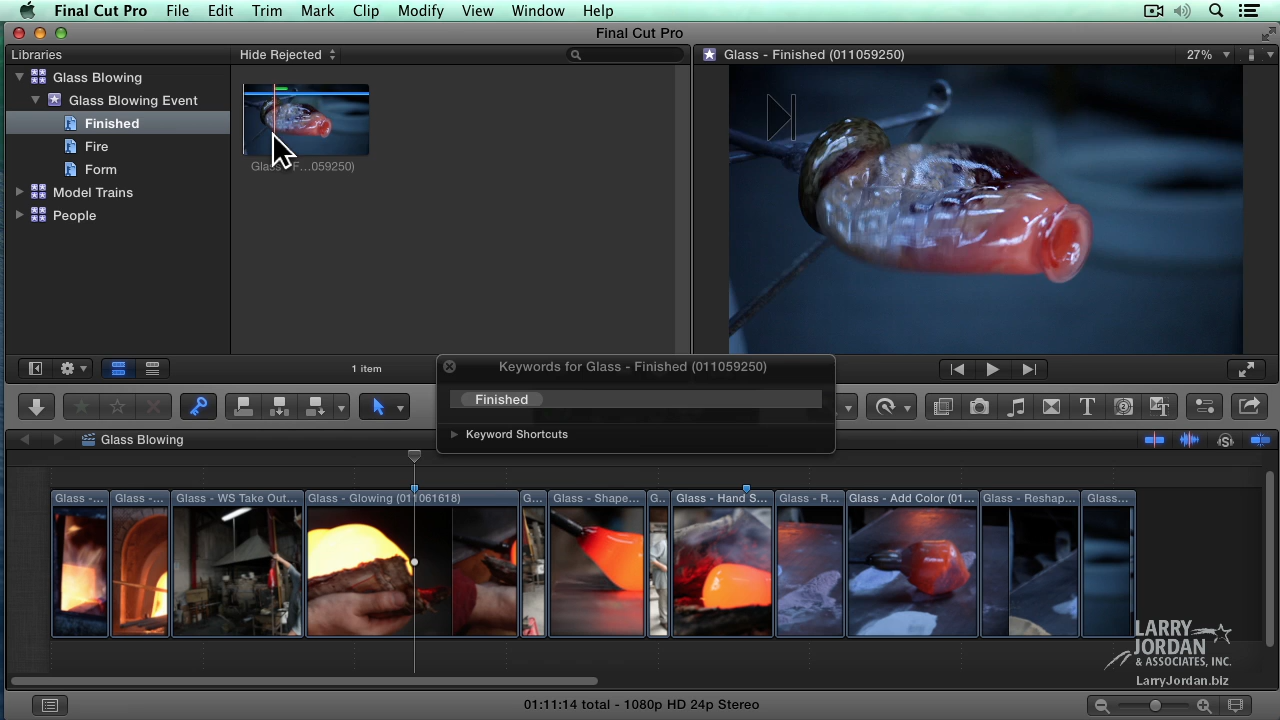 Final Cut Pro File Edit Trim Mark Clip Modify View Window Help
Final Cut Pro
Libraries
Hide Rejected
Glass - Finished (011059250)
27%
Glass Blowing
Glass Blowing Event
Finished
Fire
Form
Model Trains
People
Glass - F...059250)
1 item
Keywords for Glass - Finished (011059250)
Finished
Keyword Shortcuts
Glass Blowing
Glass -...
Glass -...
Glass - WS Take Out...
Glass - Glowing (011061618)
G...
Glass - Shape...
G...
Glass - Hand S...
Glass - R...
Glass - Add Color (01...
Glass - Reshap...
Glass...
LARRY
JORDAN
& ASSOCIATES, INC.
LarryJordan.biz
01:11:14 total - 1080p HD 24p Stereo